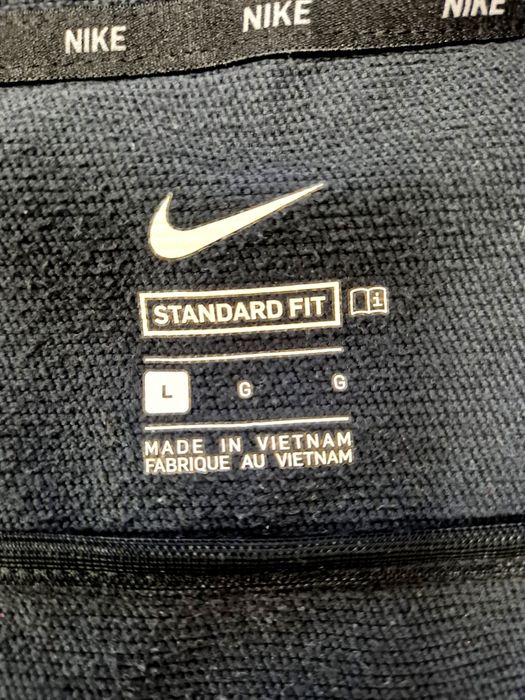 NIKE NIKE NIKE
STANDARD FIT i
L G G
MADE IN VIETNAM
FABRIQUE AU VIETNAM